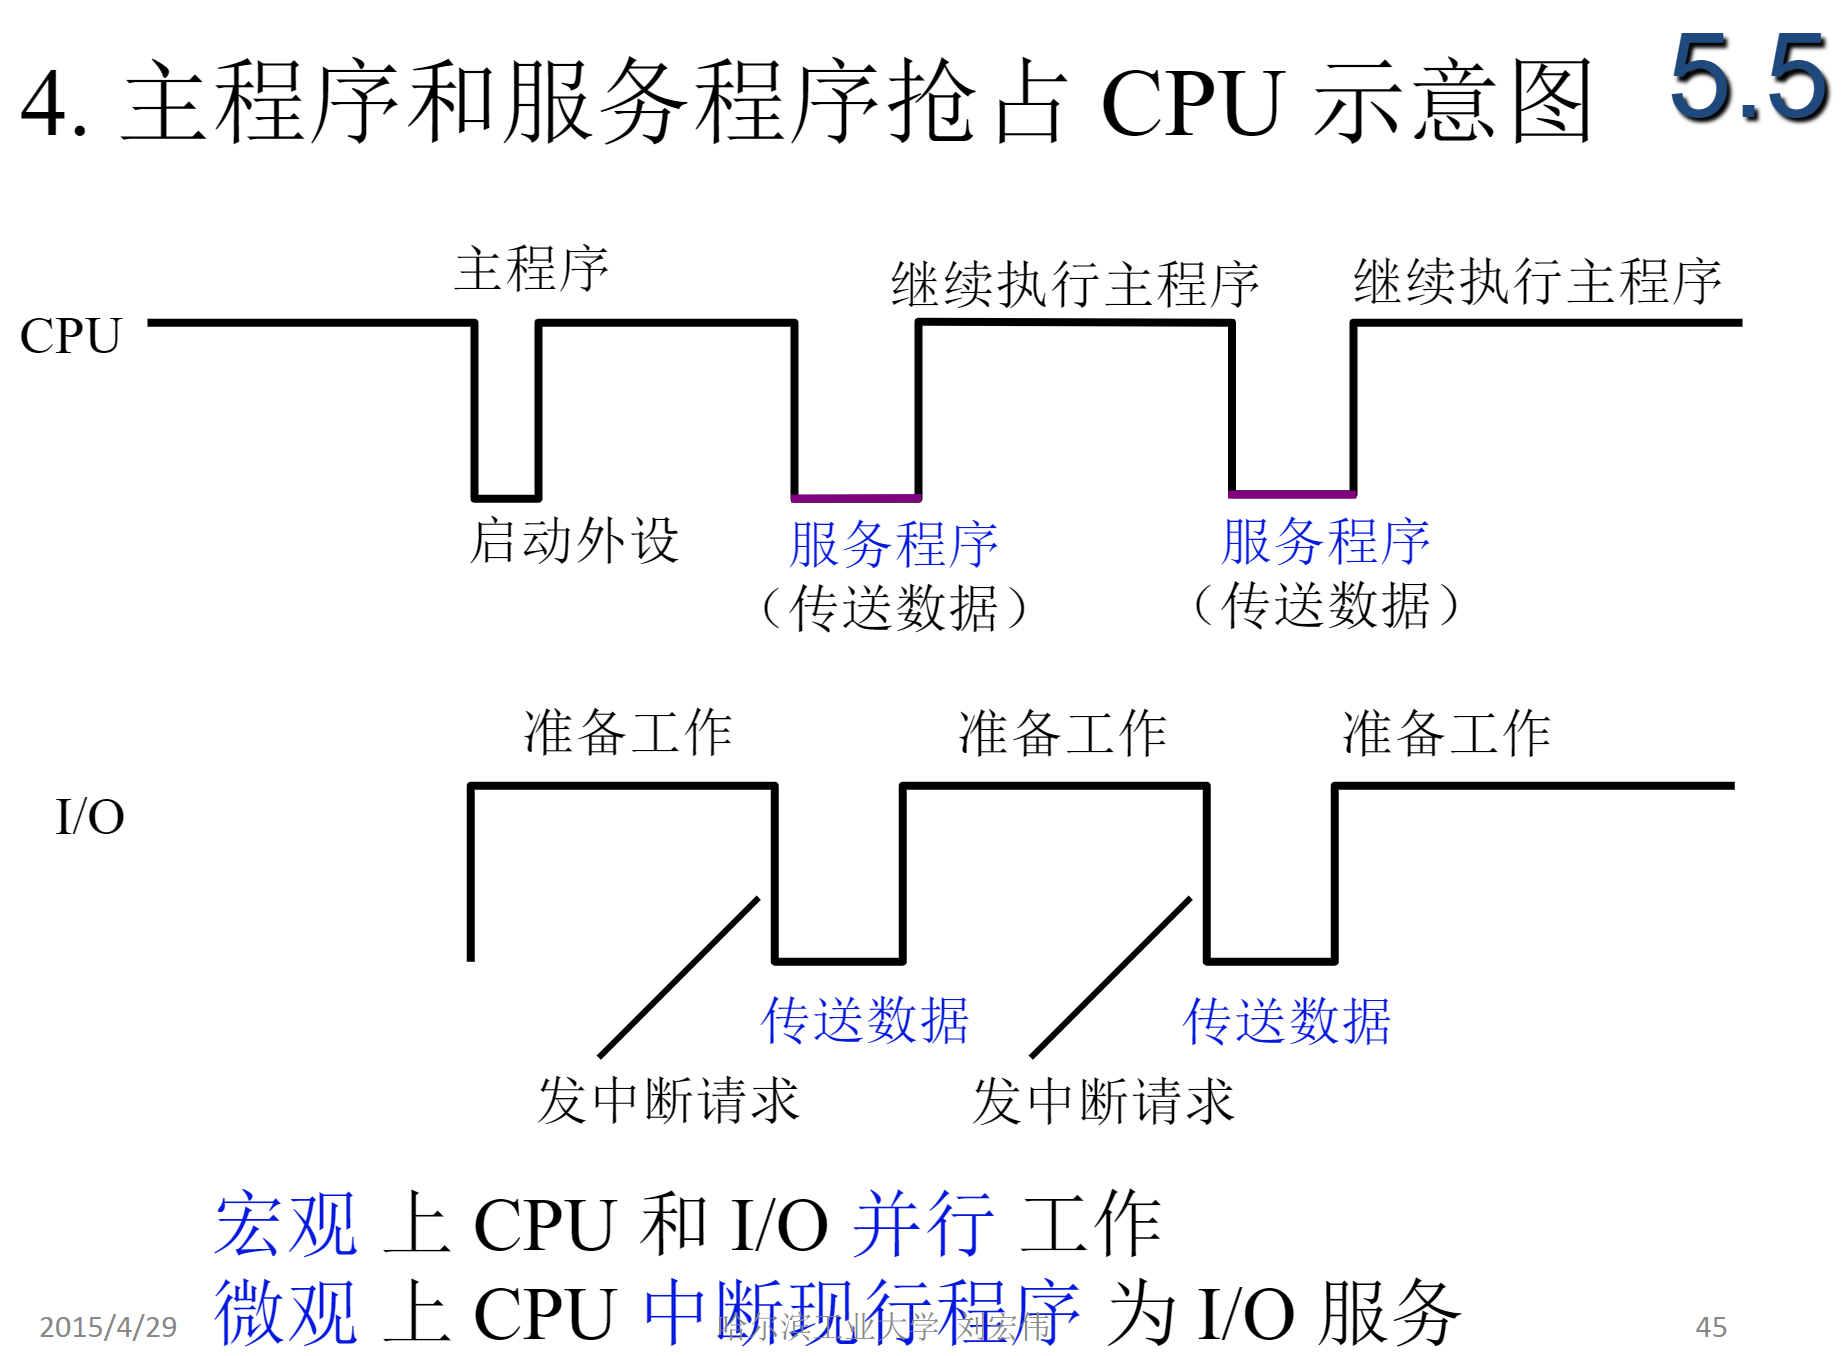 4. 主程序和服务程序抢占 CPU 示意图
5.5
主程序
继续执行主程序
继续执行主程序
CPU
启动外设
服务程序
(传送数据)
服务程序
(传送数据)
准备工作
准备工作
准备工作
I/O
传送数据
传送数据
发中断请求
发中断请求
宏观 上 CPU 和 I/O 并行 工作
微观 上 CPU 中断现行程序 为 I/O 服务
2015/4/29
哈尔滨工业大学 刘宏伟
45